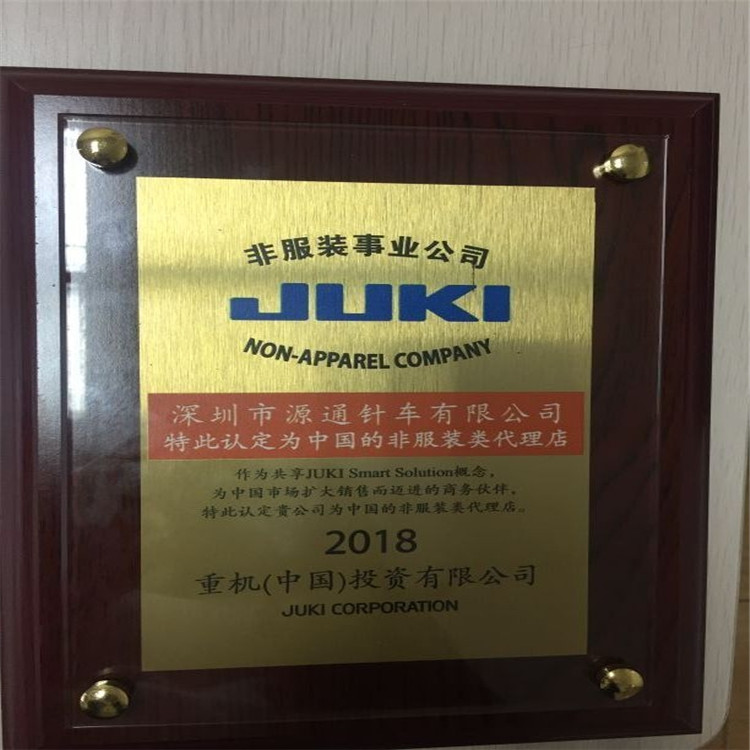 非服装事业公司
JUKI
NON-APPAREL COMPANY
深圳市源通针车有限公司
特此认定为中国的非服装类代理店
作为共享JUKI Smart Solution概念，
为中国市场扩大销售而迈进的商务伙伴。
特此认定貴公司为中国的非服装类代理店。
2018
重机(中国)投资有限公司
JUKI CORPORATION